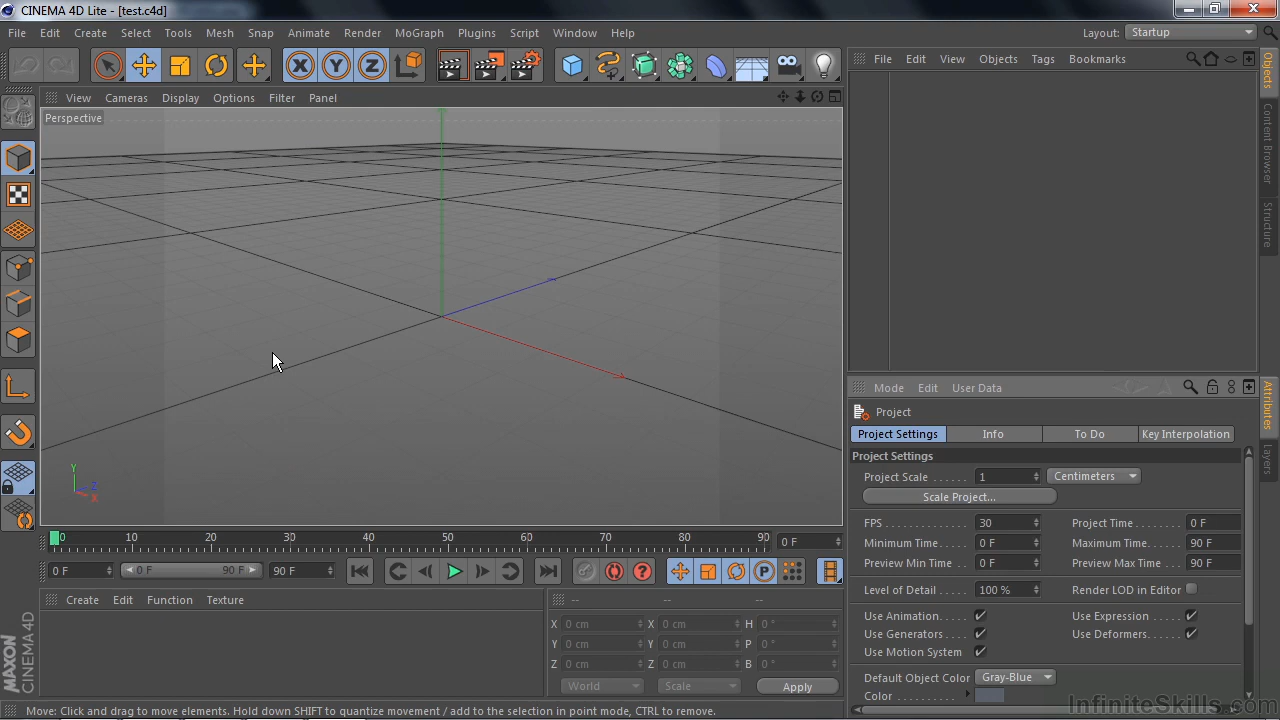 CINEMA 4D Lite - [test.c4d]
File Edit Create Select Tools Mesh Snap Animate Render MoGraph Plugins Script Window Help
Layout: Startup
File Edit View Objects Tags Bookmarks
View Cameras Display Options Filter Panel
Perspective
Objects
Content Browser
Structure
Y
Z
X
Mode Edit User Data
Attributes
Layers
Project
Project Settings Info To Do Key Interpolation
Project Settings
Project Scale . . . . . . 1 Centimeters
Scale Project...
FPS . . . . . . . . . . . . . . . 30 Project Time . . . . . . . . 0 F
Minimum Time. . . . . 0 F Maximum Time. . . . . 90 F
Preview Min Time . . 0 F Preview Max Time . . 90 F
Level of Detail . . . . . 100 % Render LOD in Editor
Use Animation. . . . . Use Expression. . . .
Use Generators. . . . Use Deformers. . . . .
Use Motion System
Default Object Color Gray-Blue
Color
0 10 20 30 40 50 60 70 80 90 0 F
0 F 0 F 90 F 90 F
P
Create Edit Function Texture
-- -- --
X 0 cm X 0 cm H 0 °
Y 0 cm Y 0 cm P 0 °
Z 0 cm Z 0 cm B 0 °
World Scale Apply
MAXON
CINEMA 4D
Move: Click and drag to move elements. Hold down SHIFT to quantize movement / add to the selection in point mode, CTRL to remove.
InfiniteSkills.com